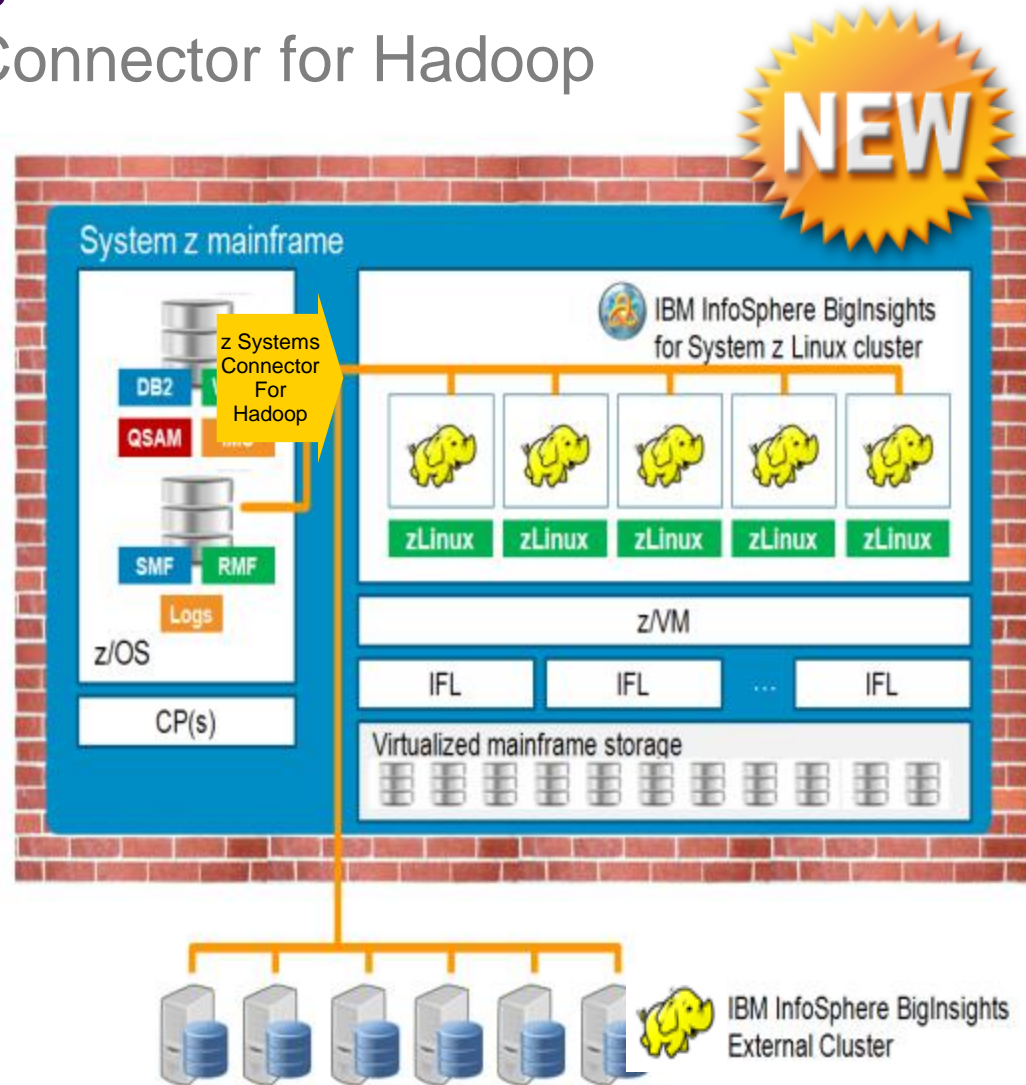 Connector for Hadoop
NEW
System z mainframe
IBM InfoSphere BigInsights
for System z Linux cluster
z Systems
Connector
For
Hadoop
DB2
QSAM
zLinux zLinux zLinux zLinux zLinux
SMF RMF
Logs
z/OS
z/VM
CP(s)
IFL IFL ... IFL
Virtualized mainframe storage
IBM InfoSphere BigInsights
External Cluster